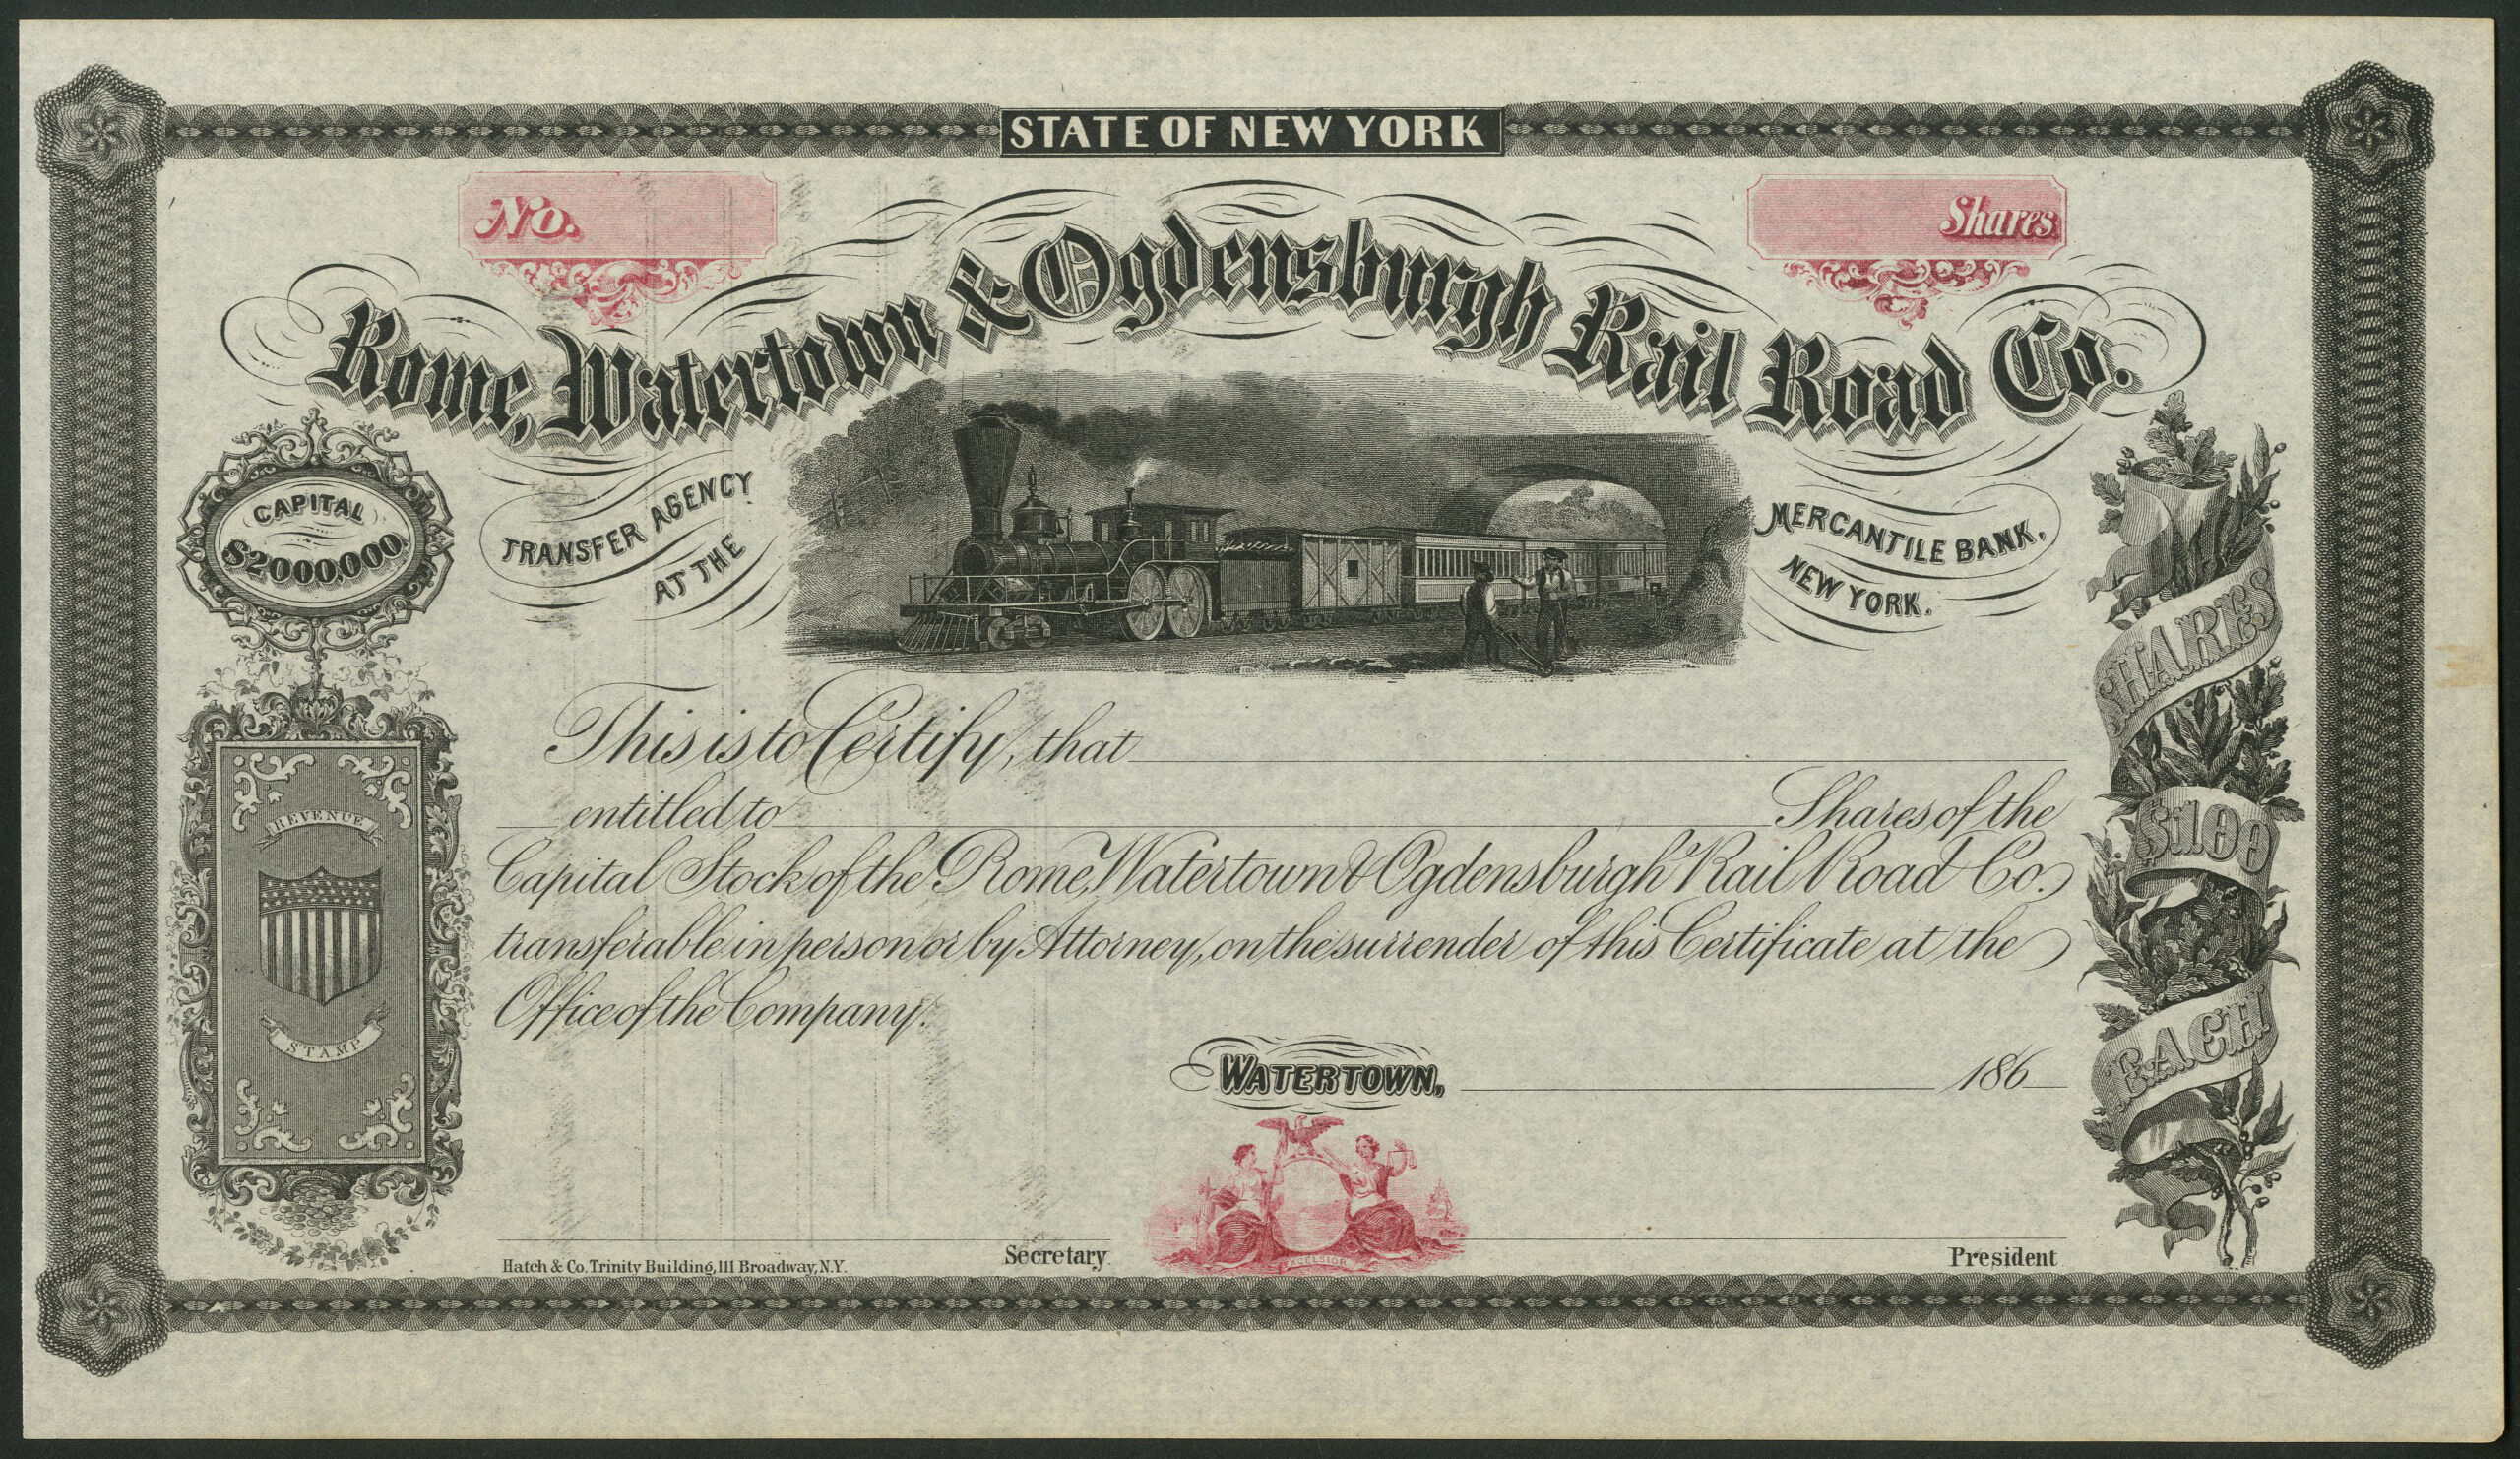 STATE OF NEW YORK
No.
Shares
Rome, Watertown & Ogdensburgh Rail Road Co.
CAPITAL
$2000,000.
TRANSFER AGENCY
AT THE
MERCANTILE BANK,
NEW YORK.
This is to Certify, that
entitled to Shares of the
Capital Stock of the Rome, Watertown & Ogdensburgh Rail Road Co.
transferable in person or by Attorney, on the surrender of this Certificate at the
Office of the Company.
REVENUE
STAMP
SHARES
$100
EACH
WATERTOWN, 186
EXCELSIOR
Secretary
President
Hatch & Co. Trinity Building, 111 Broadway, N.Y.